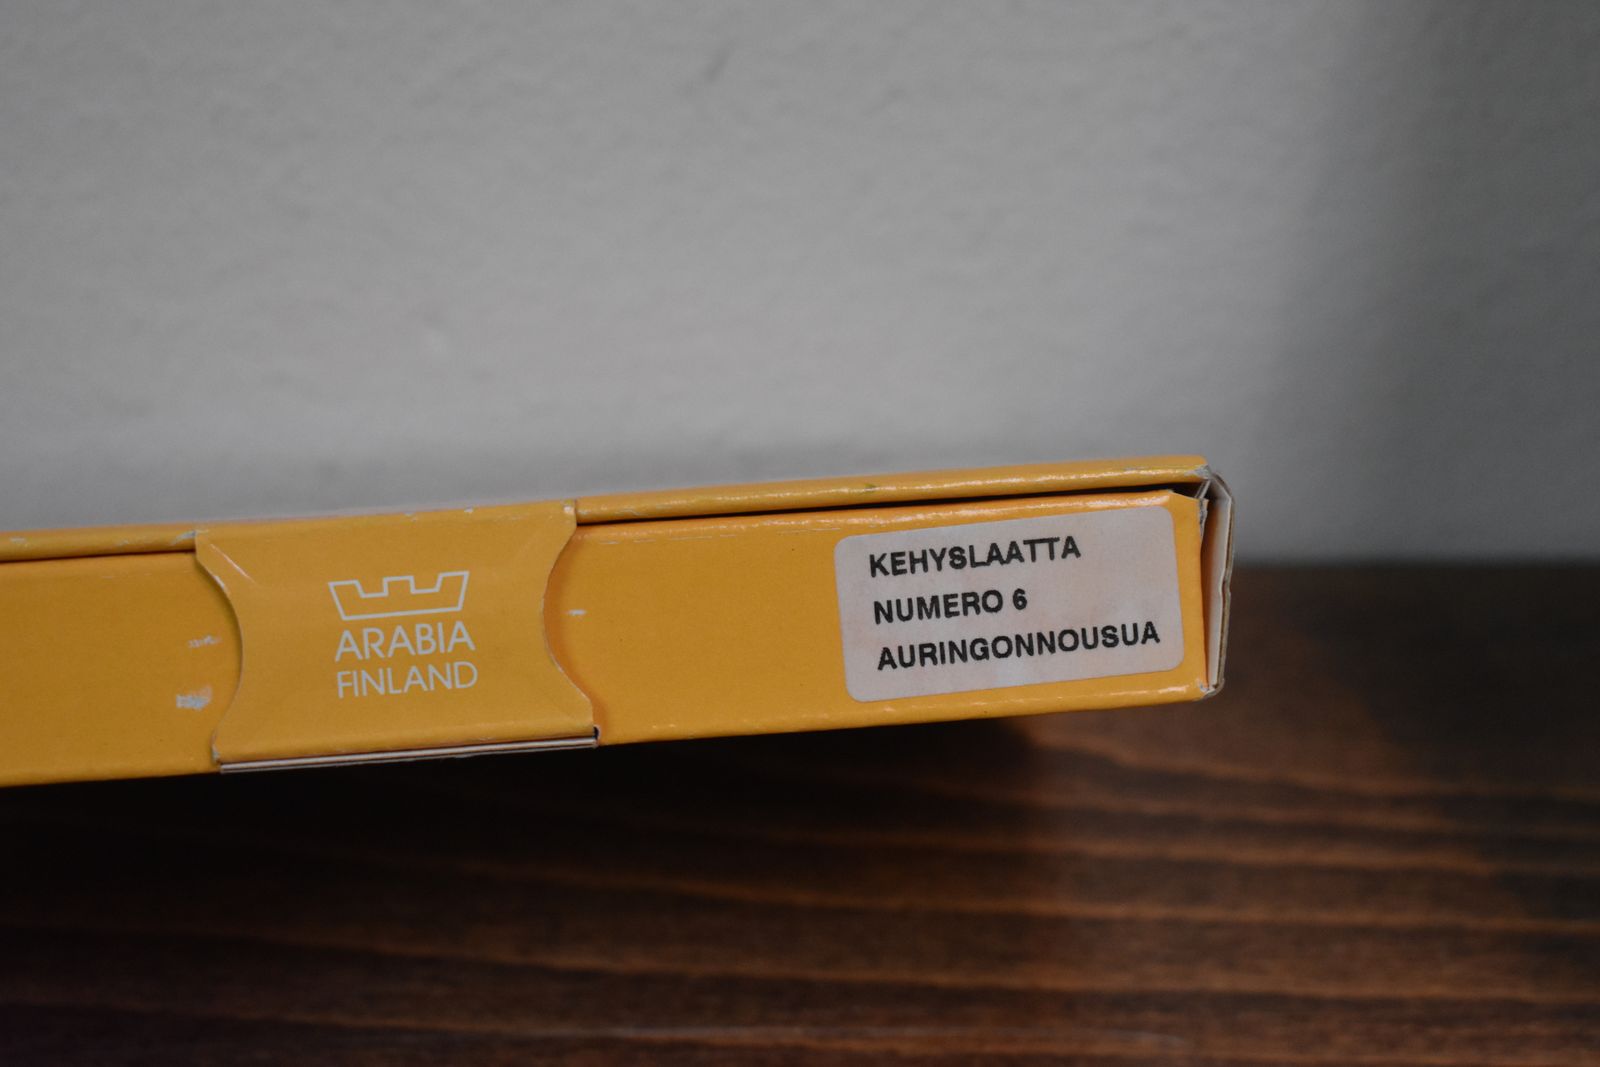 ARABIA
FINLAND
KEHYSLAATTA
NUMERO 6
AURINGONNOUSUA